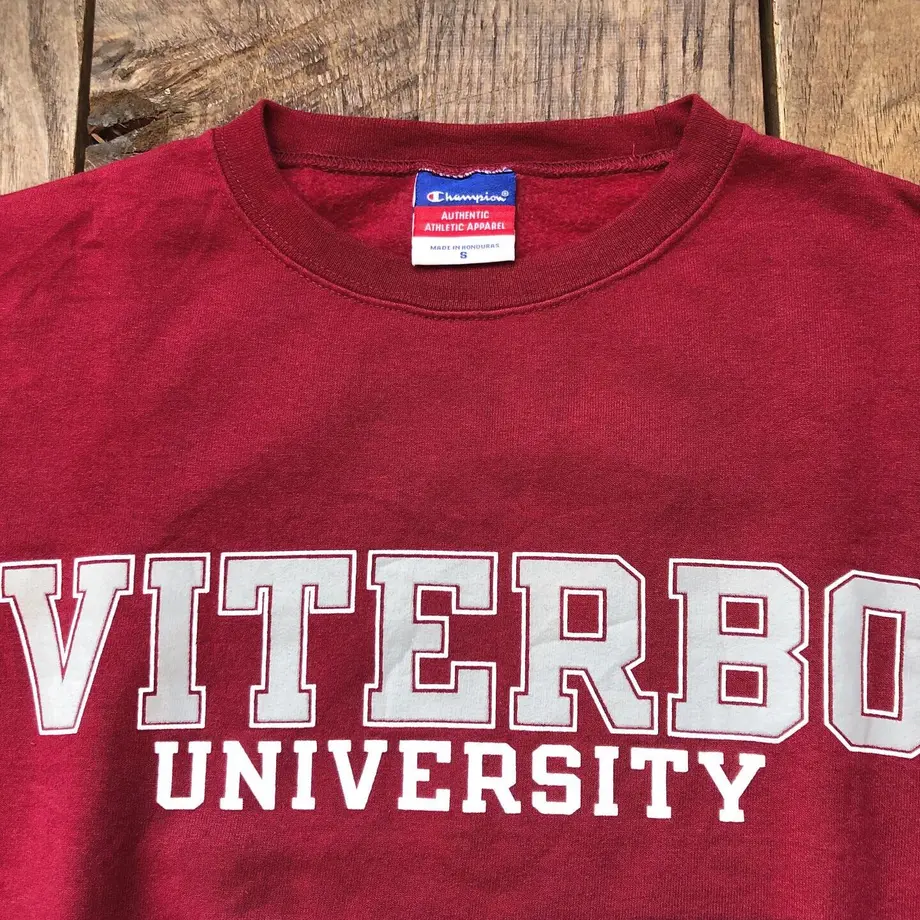 Champion®
AUTHENTIC
ATHLETIC APPAREL
MADE IN HONDURAS
S
VITERBO
UNIVERSITY